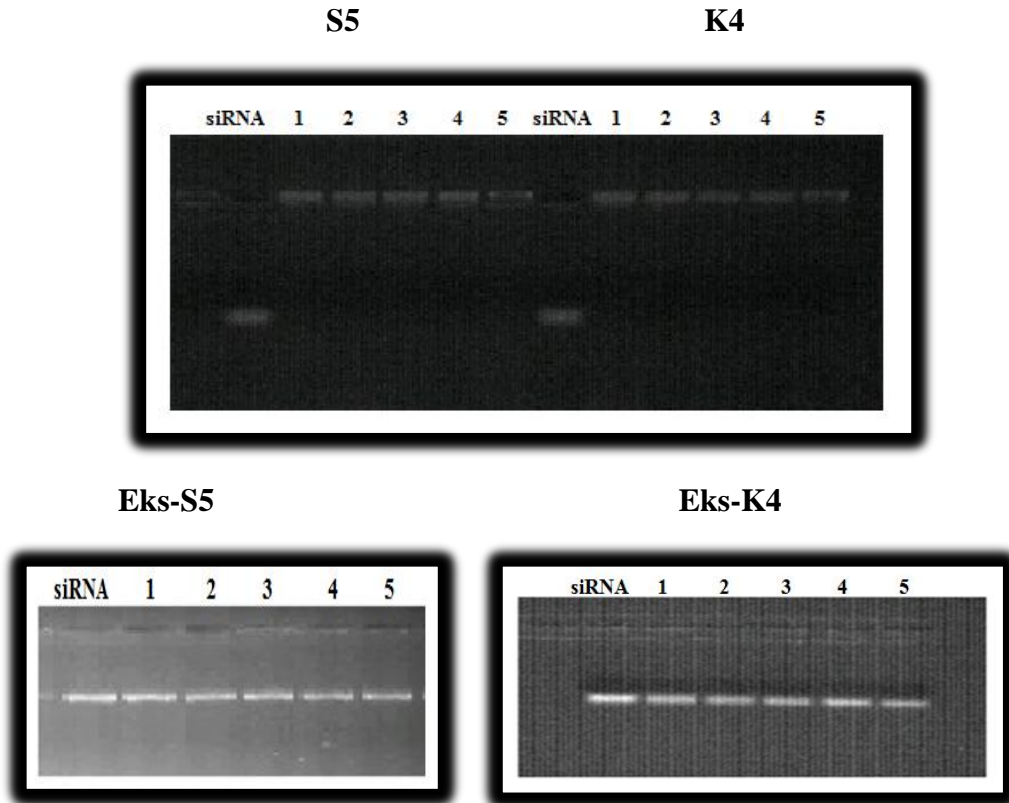 S5 K4
siRNA 1 2 3 4 5 siRNA 1 2 3 4 5
Eks-S5 Eks-K4
siRNA 1 2 3 4 5
siRNA 1 2 3 4 5